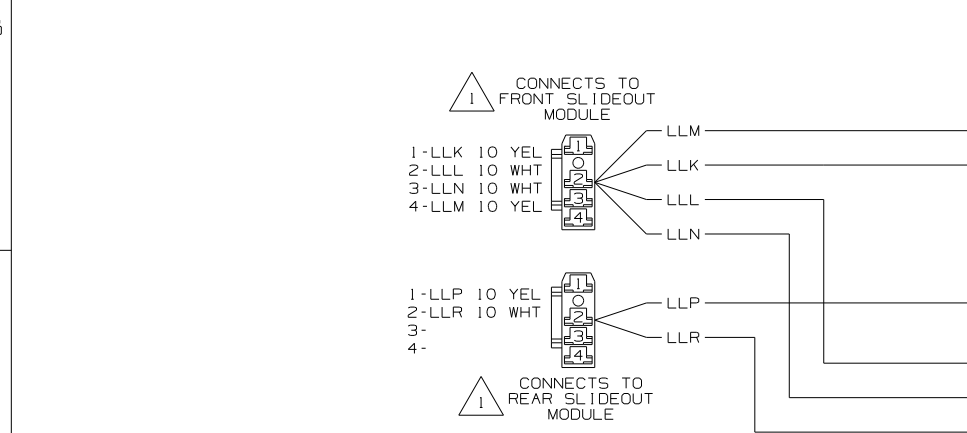 CONNECTS TO
FRONT SLIDEOUT
MODULE
1
1-LLK 10 YEL
2-LLL 10 WHT
3-LLN 10 WHT
4-LLM 10 YEL
1
2
3
4
LLM
LLK
LLL
LLN
1-LLP 10 YEL
2-LLR 10 WHT
3-
4-
1
2
3
4
LLP
LLR
1
CONNECTS TO
REAR SLIDEOUT
MODULE